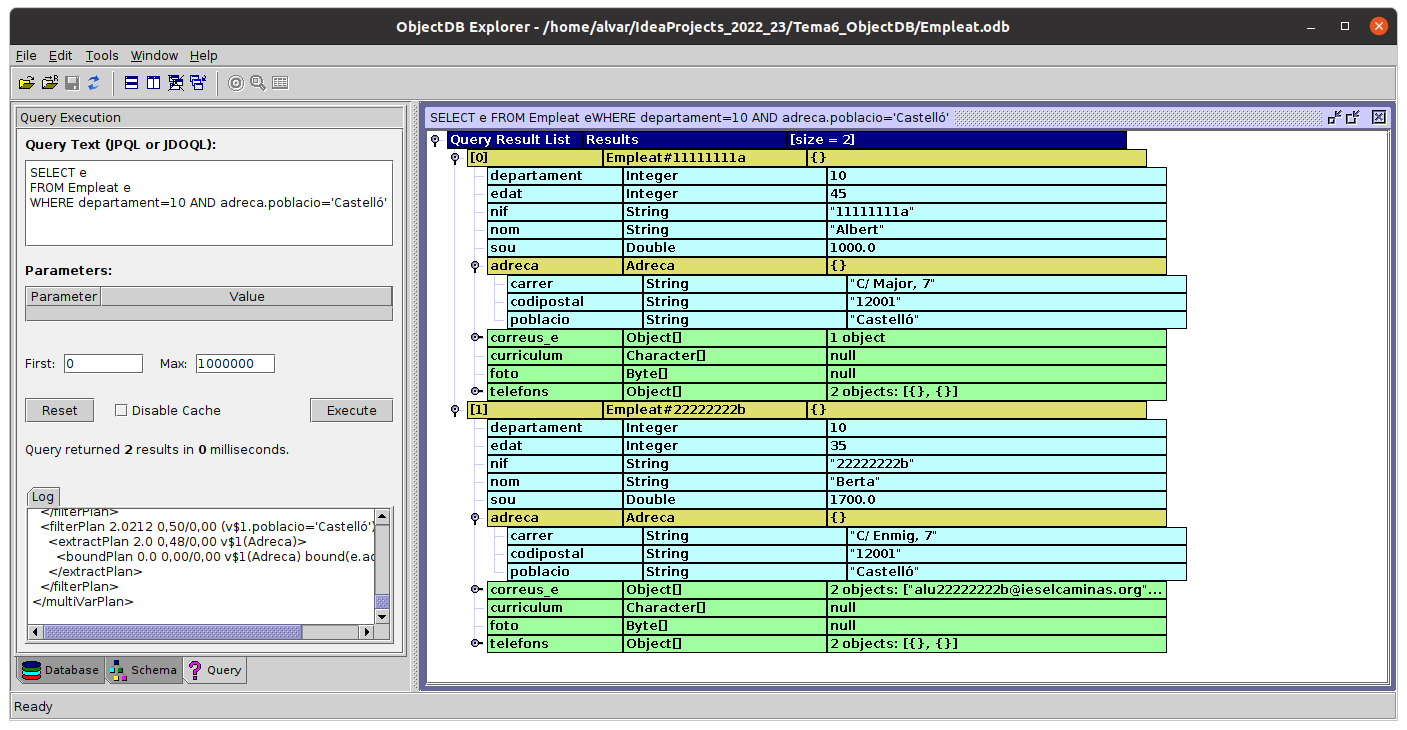 ObjectDB Explorer - /home/alvar/IdeaProjects_2022_23/Tema6_ObjectDB/Empleat.odb
File Edit Tools Window Help
Query Execution
Query Text (JPQL or JDOQL):
SELECT e
FROM Empleat e
WHERE departament=10 AND adreca.poblacio='Castelló'
Parameters:
Parameter Value
First: 0 Max: 1000000
Reset Disable Cache Execute
Query returned 2 results in 0 milliseconds.
Log
</filterPlan>
<filterPlan 2.0212 0,50/0,00 (v$1.poblacio='Castelló')
<extractPlan 2.0 0,48/0,00 v$1(Adreca)>
<boundPlan 0.0 0,00/0,00 v$1(Adreca) bound(e.ad
</extractPlan>
</filterPlan>
</multiVarPlan>
Database Schema Query
SELECT e FROM Empleat eWHERE departament=10 AND adreca.poblacio='Castelló'
Query Result List Results [size = 2]
[0] Empleat#11111111a {}
departament Integer 10
edat Integer 45
nif String "11111111a"
nom String "Albert"
sou Double 1000.0
adreca Adreca {}
carrer String "C/ Major, 7"
codipostal String "12001"
poblacio String "Castelló"
correus_e Object[] 1 object
curriculum Character[] null
foto Byte[] null
telefons Object[] 2 objects: [{}, {}]
[1] Empleat#22222222b {}
departament Integer 10
edat Integer 35
nif String "22222222b"
nom String "Berta"
sou Double 1700.0
adreca Adreca {}
carrer String "C/ Enmig, 7"
codipostal String "12001"
poblacio String "Castelló"
correus_e Object[] 2 objects: ["alu22222222b@ieselcaminas.org"...
curriculum Character[] null
foto Byte[] null
telefons Object[] 2 objects: [{}, {}]
Ready